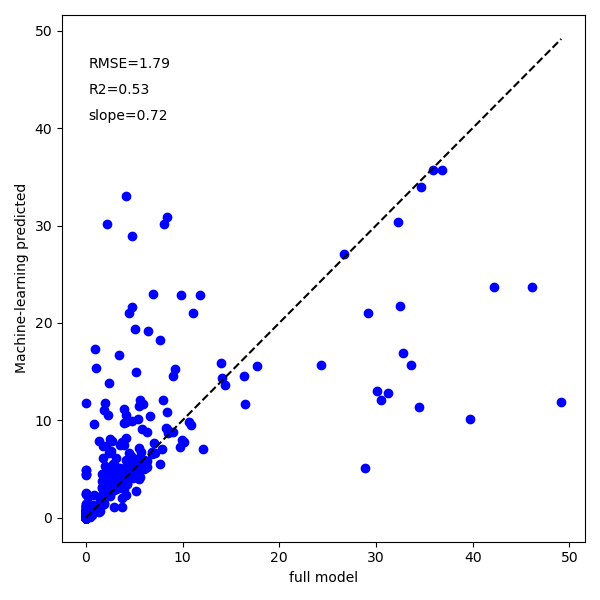 RMSE=1.79
R2=0.53
slope=0.72
50
40
30
20
10
0
Machine-learning predicted
0 10 20 30 40 50
full model